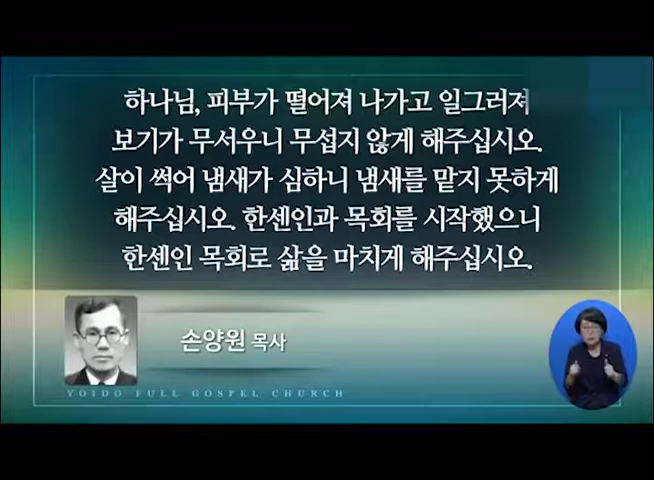 하나님, 피부가 떨어져 나가고 일그러져
보기가 무서우니 무섭지 않게 해주십시오.
살이 썩어 냄새가 심하니 냄새를 맡지 못하게
해주십시오. 한센인과 목회를 시작했으니
한센인 목회로 삶을 마치게 해주십시오.
손양원 목사
YOIDO FULL GOSPEL CHURCH